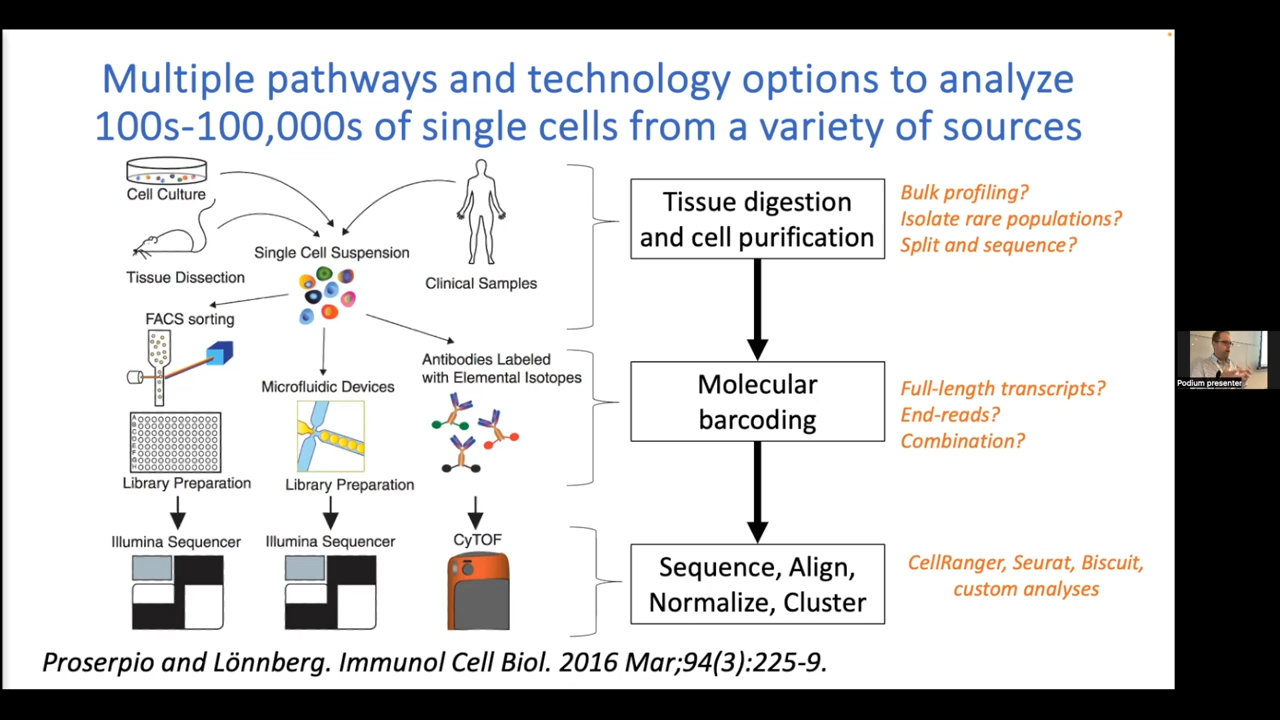 Multiple pathways and technology options to analyze
100s-100,000s of single cells from a variety of sources
Cell Culture
Tissue Dissection
Single Cell Suspension
Clinical Samples
Tissue digestion
and cell purification
Bulk profiling?
Isolate rare populations?
Split and sequence?
FACS sorting
Microfluidic Devices
Antibodies Labeled
with Elemental Isotopes
Library Preparation
Library Preparation
Molecular
barcoding
Full-length transcripts?
End-reads?
Combination?
Illumina Sequencer
Illumina Sequencer
CyTOF
Sequence, Align,
Normalize, Cluster
CellRanger, Seurat, Biscuit,
custom analyses
Proserpio and Lönnberg. Immunol Cell Biol. 2016 Mar;94(3):225-9.
Podium presenter